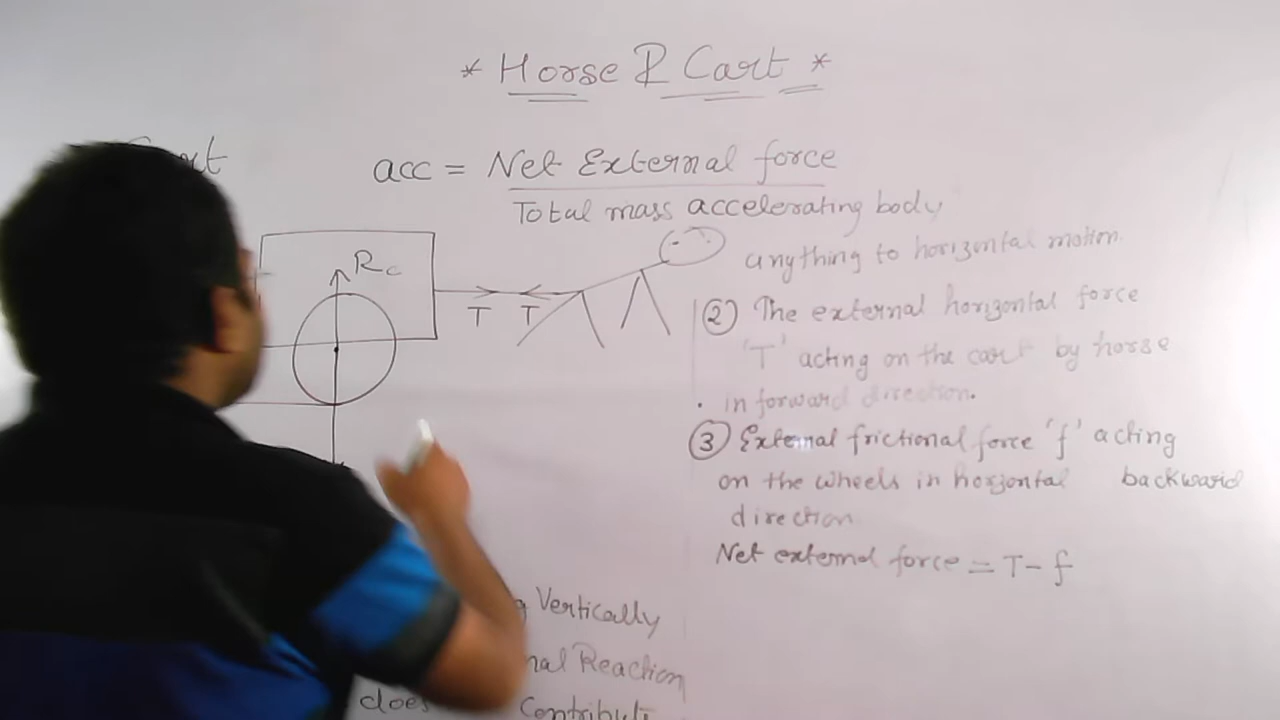 * Horse & Cart *
acc = Net External force
Total mass accelerating body
Rc
T T
anything to horizontal motion.
② The external horizontal force
'T' acting on the cart by horse
in forward direction.
③ External frictional force 'f' acting
on the wheels in horzontal backward
direction
Net external force = T - f
Vertically
Reaction
does Contribut